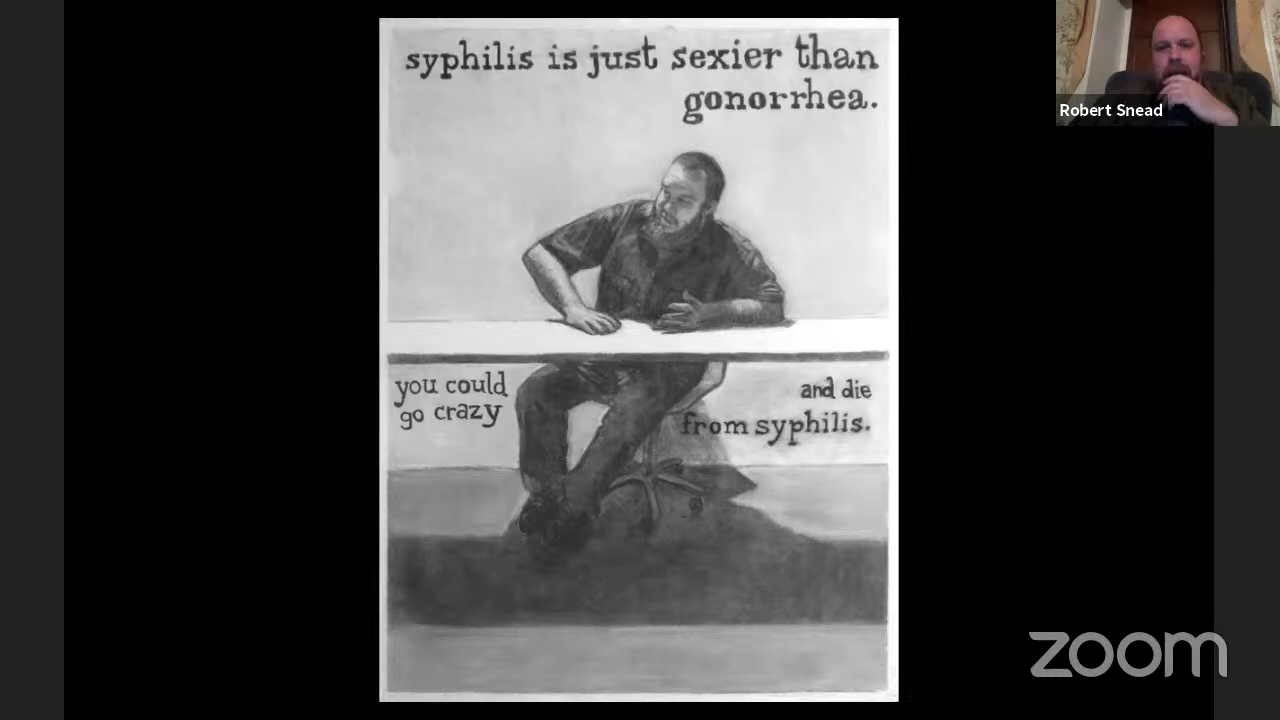 syphilis is just sexier than
gonorrhea.
Robert Snead
you could
go crazy
and die
from syphilis.
zoom